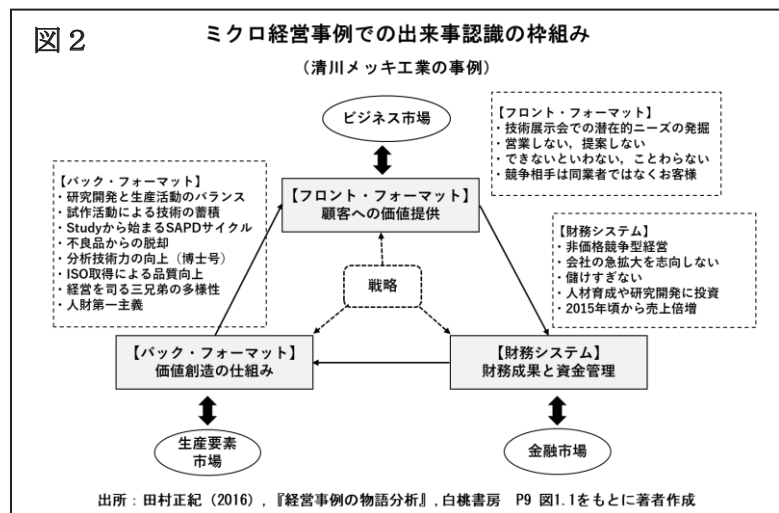 図2
ミクロ経営事例での出来事認識の枠組み
（清川メッキ工業の事例）
ビジネス市場
【フロント・フォーマット】
・技術展示会での潜在的ニーズの発掘
・営業しない，提案しない
・できないといわない，ことわらない
・競争相手は同業者ではなくお客様
【バック・フォーマット】
・研究開発と生産活動のバランス
・試作活動による技術の蓄積
・Studyから始まるSAPDサイクル
・不良品からの脱却
・分析技術力の向上（博士号）
・ISO取得による品質向上
・経営を司る三兄弟の多様性
・人財第一主義
【フロント・フォーマット】
顧客への価値提供
【財務システム】
・非価格競争型経営
・会社の急拡大を志向しない
・儲けすぎない
・人材育成や研究開発に投資
・2015年頃から売上倍増
戦略
【バック・フォーマット】
価値創造の仕組み
【財務システム】
財務成果と資金管理
生産要素
市場
金融市場
出所：田村正紀（2016），『経営事例の物語分析』，白桃書房　P9 図1.1をもとに著者作成